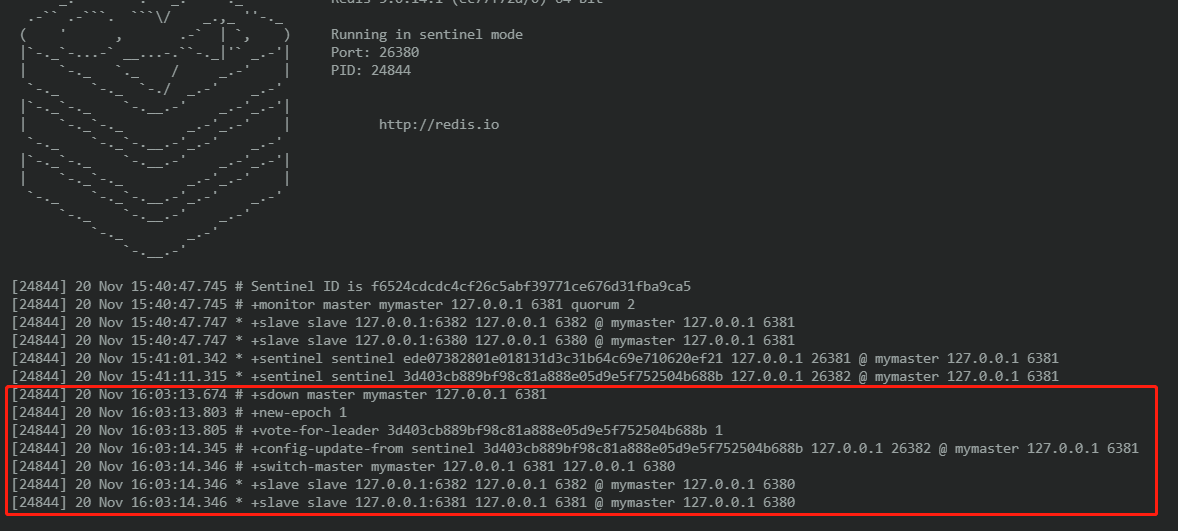 Running in sentinel mode
Port: 26380
PID: 24844
http://redis.io
[24844] 20 Nov 15:40:47.745 # Sentinel ID is f6524cdcdc4cf26c5abf39771ce676d31fba9ca5
[24844] 20 Nov 15:40:47.745 # +monitor master mymaster 127.0.0.1 6381 quorum 2
[24844] 20 Nov 15:40:47.747 * +slave slave 127.0.0.1:6382 127.0.0.1 6382 @ mymaster 127.0.0.1 6381
[24844] 20 Nov 15:40:47.747 * +slave slave 127.0.0.1:6380 127.0.0.1 6380 @ mymaster 127.0.0.1 6381
[24844] 20 Nov 15:41:01.342 * +sentinel sentinel ede07382801e018131d3c31b64c69e710620ef21 127.0.0.1 26381 @ mymaster 127.0.0.1 6381
[24844] 20 Nov 15:41:11.315 * +sentinel sentinel 3d403cb889bf98c81a888e05d9e5f752504b688b 127.0.0.1 26382 @ mymaster 127.0.0.1 6381
[24844] 20 Nov 16:03:13.674 # +sdown master mymaster 127.0.0.1 6381
[24844] 20 Nov 16:03:13.803 # +new-epoch 1
[24844] 20 Nov 16:03:13.805 # +vote-for-leader 3d403cb889bf98c81a888e05d9e5f752504b688b 1
[24844] 20 Nov 16:03:14.345 # +config-update-from sentinel 3d403cb889bf98c81a888e05d9e5f752504b688b 127.0.0.1 26382 @ mymaster 127.0.0.1 6381
[24844] 20 Nov 16:03:14.346 # +switch-master mymaster 127.0.0.1 6381 127.0.0.1 6380
[24844] 20 Nov 16:03:14.346 * +slave slave 127.0.0.1:6382 127.0.0.1 6382 @ mymaster 127.0.0.1 6380
[24844] 20 Nov 16:03:14.346 * +slave slave 127.0.0.1:6381 127.0.0.1 6381 @ mymaster 127.0.0.1 6380